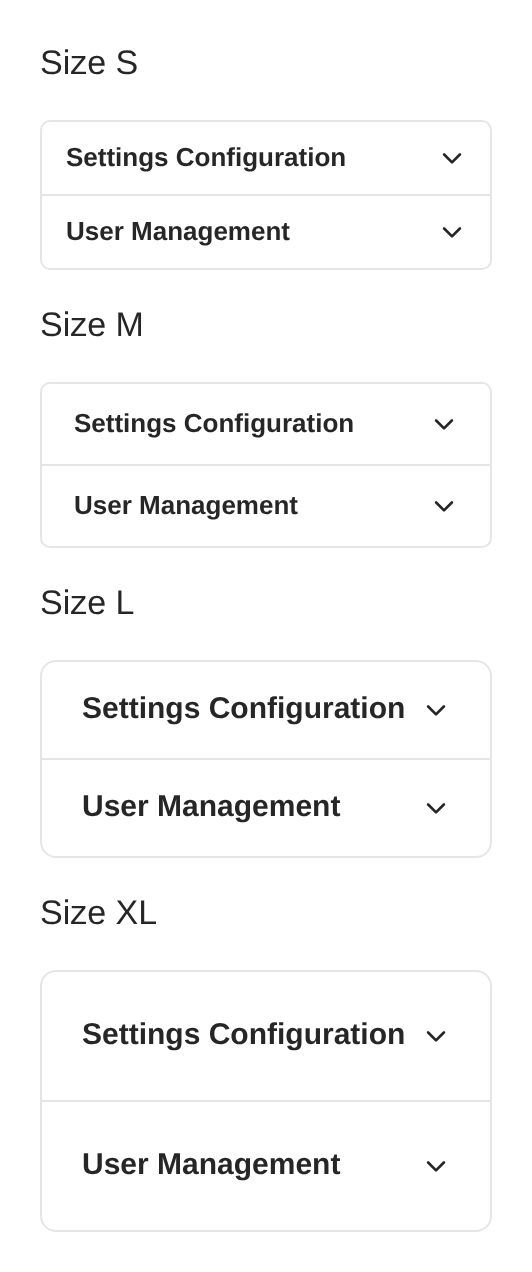 Size S
Settings Configuration
User Management
Size M
Settings Configuration
User Management
Size L
Settings Configuration
User Management
Size XL
Settings Configuration
User Management